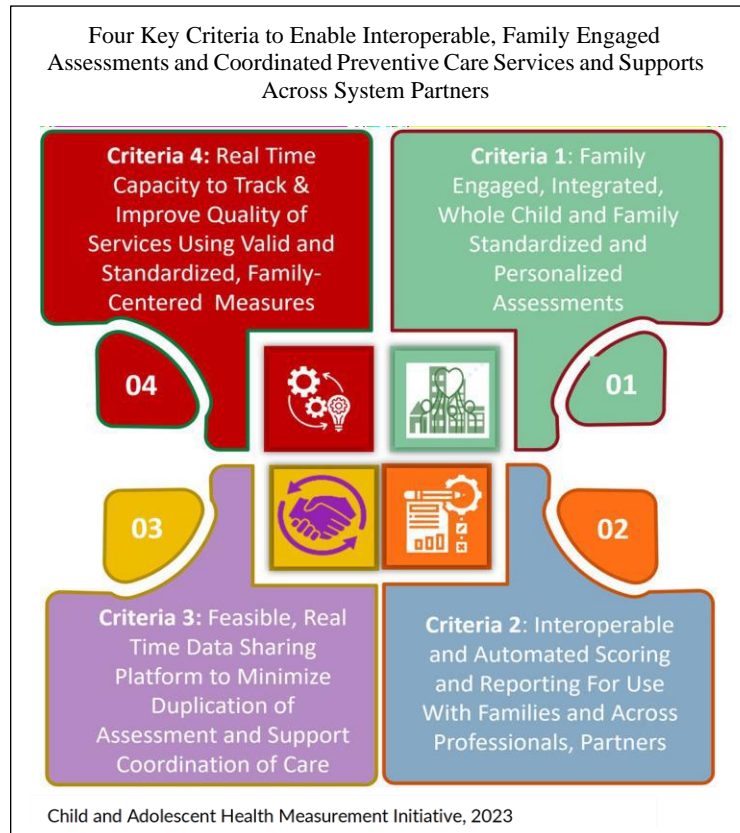 Four Key Criteria to Enable Interoperable, Family Engaged
Assessments and Coordinated Preventive Care Services and Supports
Across System Partners
Criteria 4: Real Time
Capacity to Track &
Improve Quality of
Services Using Valid and
Standardized, Family-
Centered Measures
04
Criteria 1: Family
Engaged, Integrated,
Whole Child and Family
Standardized and
Personalized
Assessments
01
03
Criteria 3: Feasible, Real
Time Data Sharing
Platform to Minimize
Duplication of
Assessment and Support
Coordination of Care
02
Criteria 2: Interoperable
and Automated Scoring
and Reporting For Use
With Families and Across
Professionals, Partners
Child and Adolescent Health Measurement Initiative, 2023